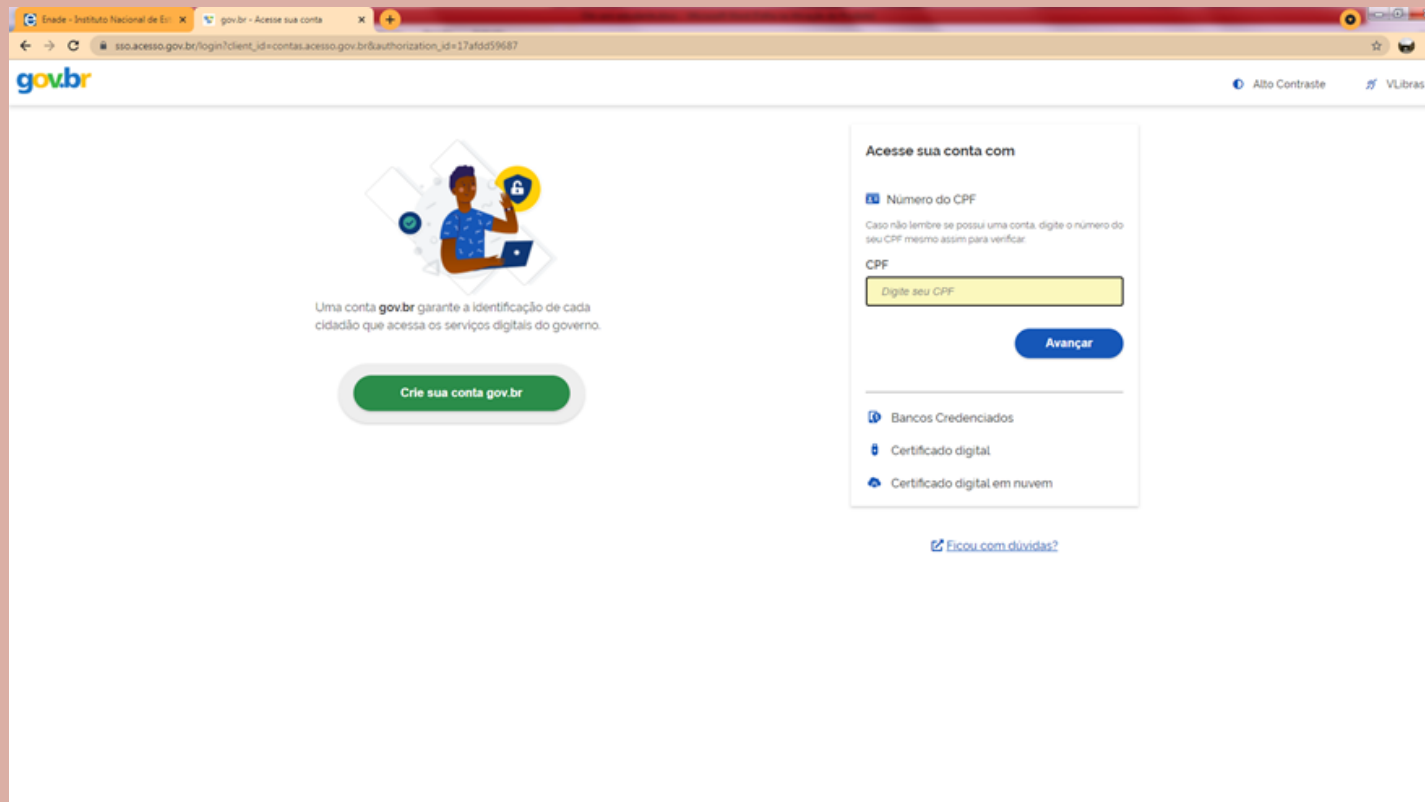 Enade - Instituto Nacional de Est
gov.br - Acesse sua conta
sso.acesso.gov.br/login?client_id=contas.acesso.gov.br&authorization_id=17afdd59687
gov.br
Alto Contraste
VLibras
Uma conta gov.br garante a identificação de cada
cidadão que acessa os serviços digitais do governo.
Crie sua conta gov.br
Acesse sua conta com
Número do CPF
Caso não lembre se possui uma conta, digite o número do
seu CPF mesmo assim para verificar.
CPF
Digite seu CPF
Avançar
Bancos Credenciados
Certificado digital
Certificado digital em nuvem
Ficou com dúvidas?